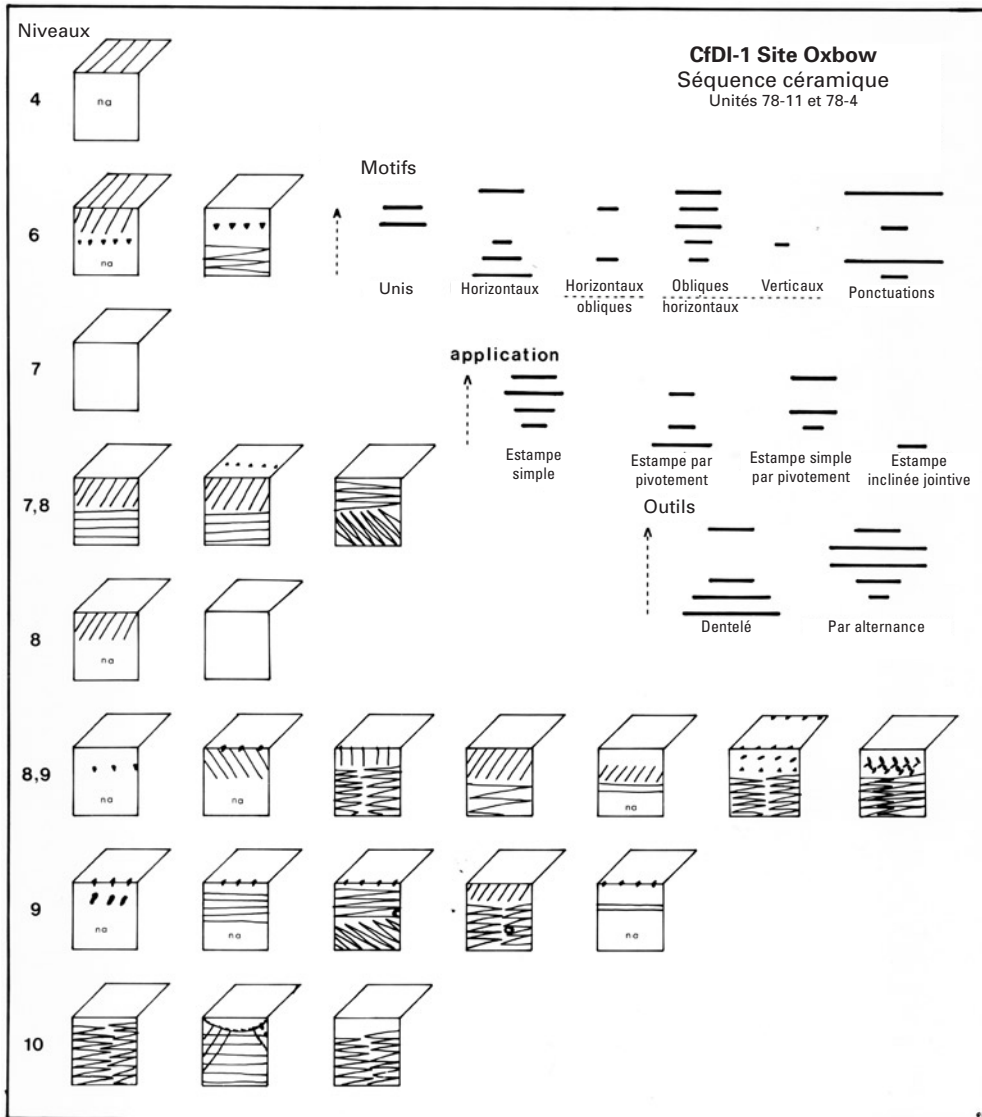 Niveaux
CfDI-1 Site Oxbow
Séquence céramique
Unités 78-11 et 78-4
4
na
Motifs
6
na
Unis
Horizontaux
Horizontaux
obliques
Obliques
horizontaux
Verticaux
Ponctuations
7
application
Estampe
simple
Estampe par
pivotement
Estampe simple
par pivotement
Estampe
inclinée jointive
7,8
Outils
Dentelé
Par alternance
8
na
8,9
na
na
na
9
na
na
na
10